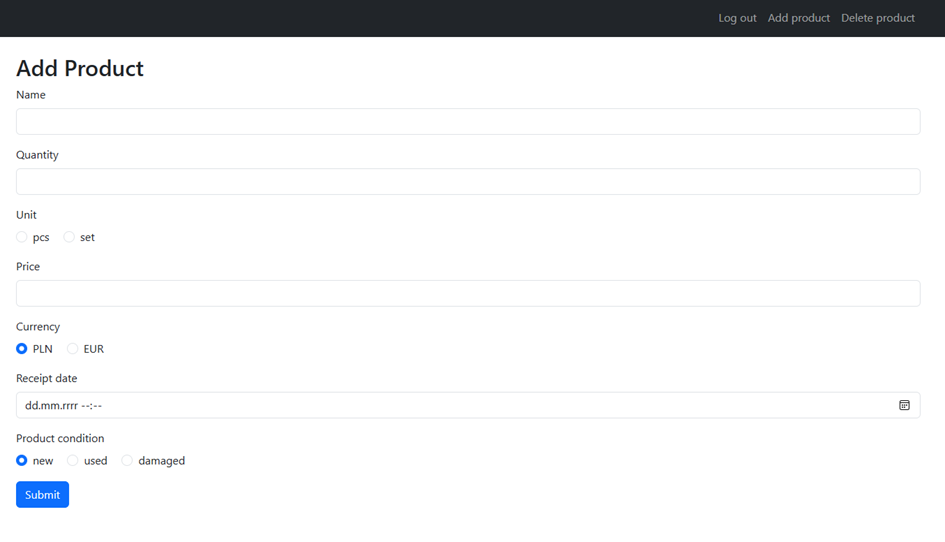 Log out Add product Delete product
Add Product
Name
Quantity
Unit
pcs set
Price
Currency
PLN EUR
Receipt date
dd.mm.rrrr --:--
Product condition
new used damaged
Submit